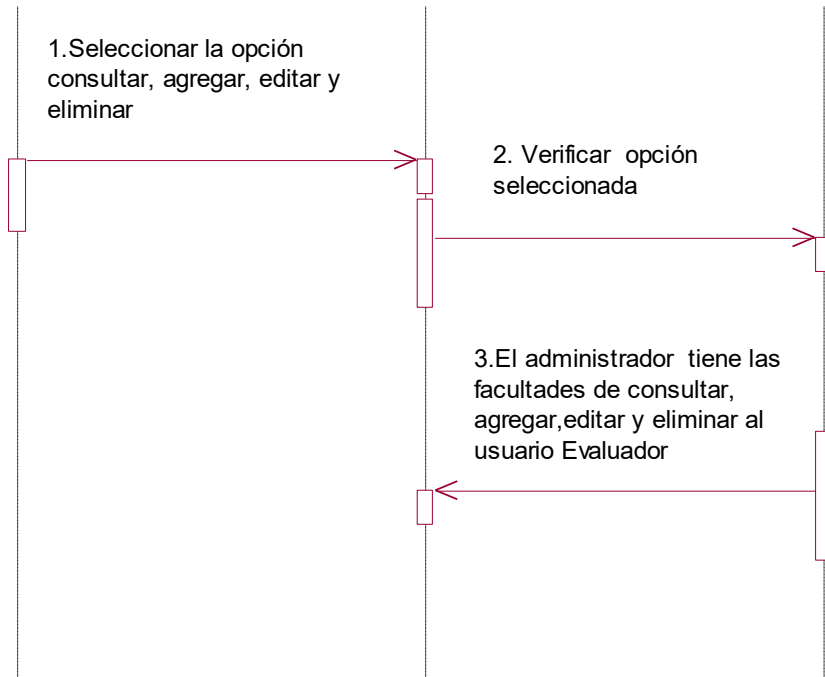 1.Seleccionar la opción
consultar, agregar, editar y
eliminar
2. Verificar  opción
seleccionada
3.El administrador  tiene las
facultades de consultar,
agregar,editar y eliminar al
usuario Evaluador